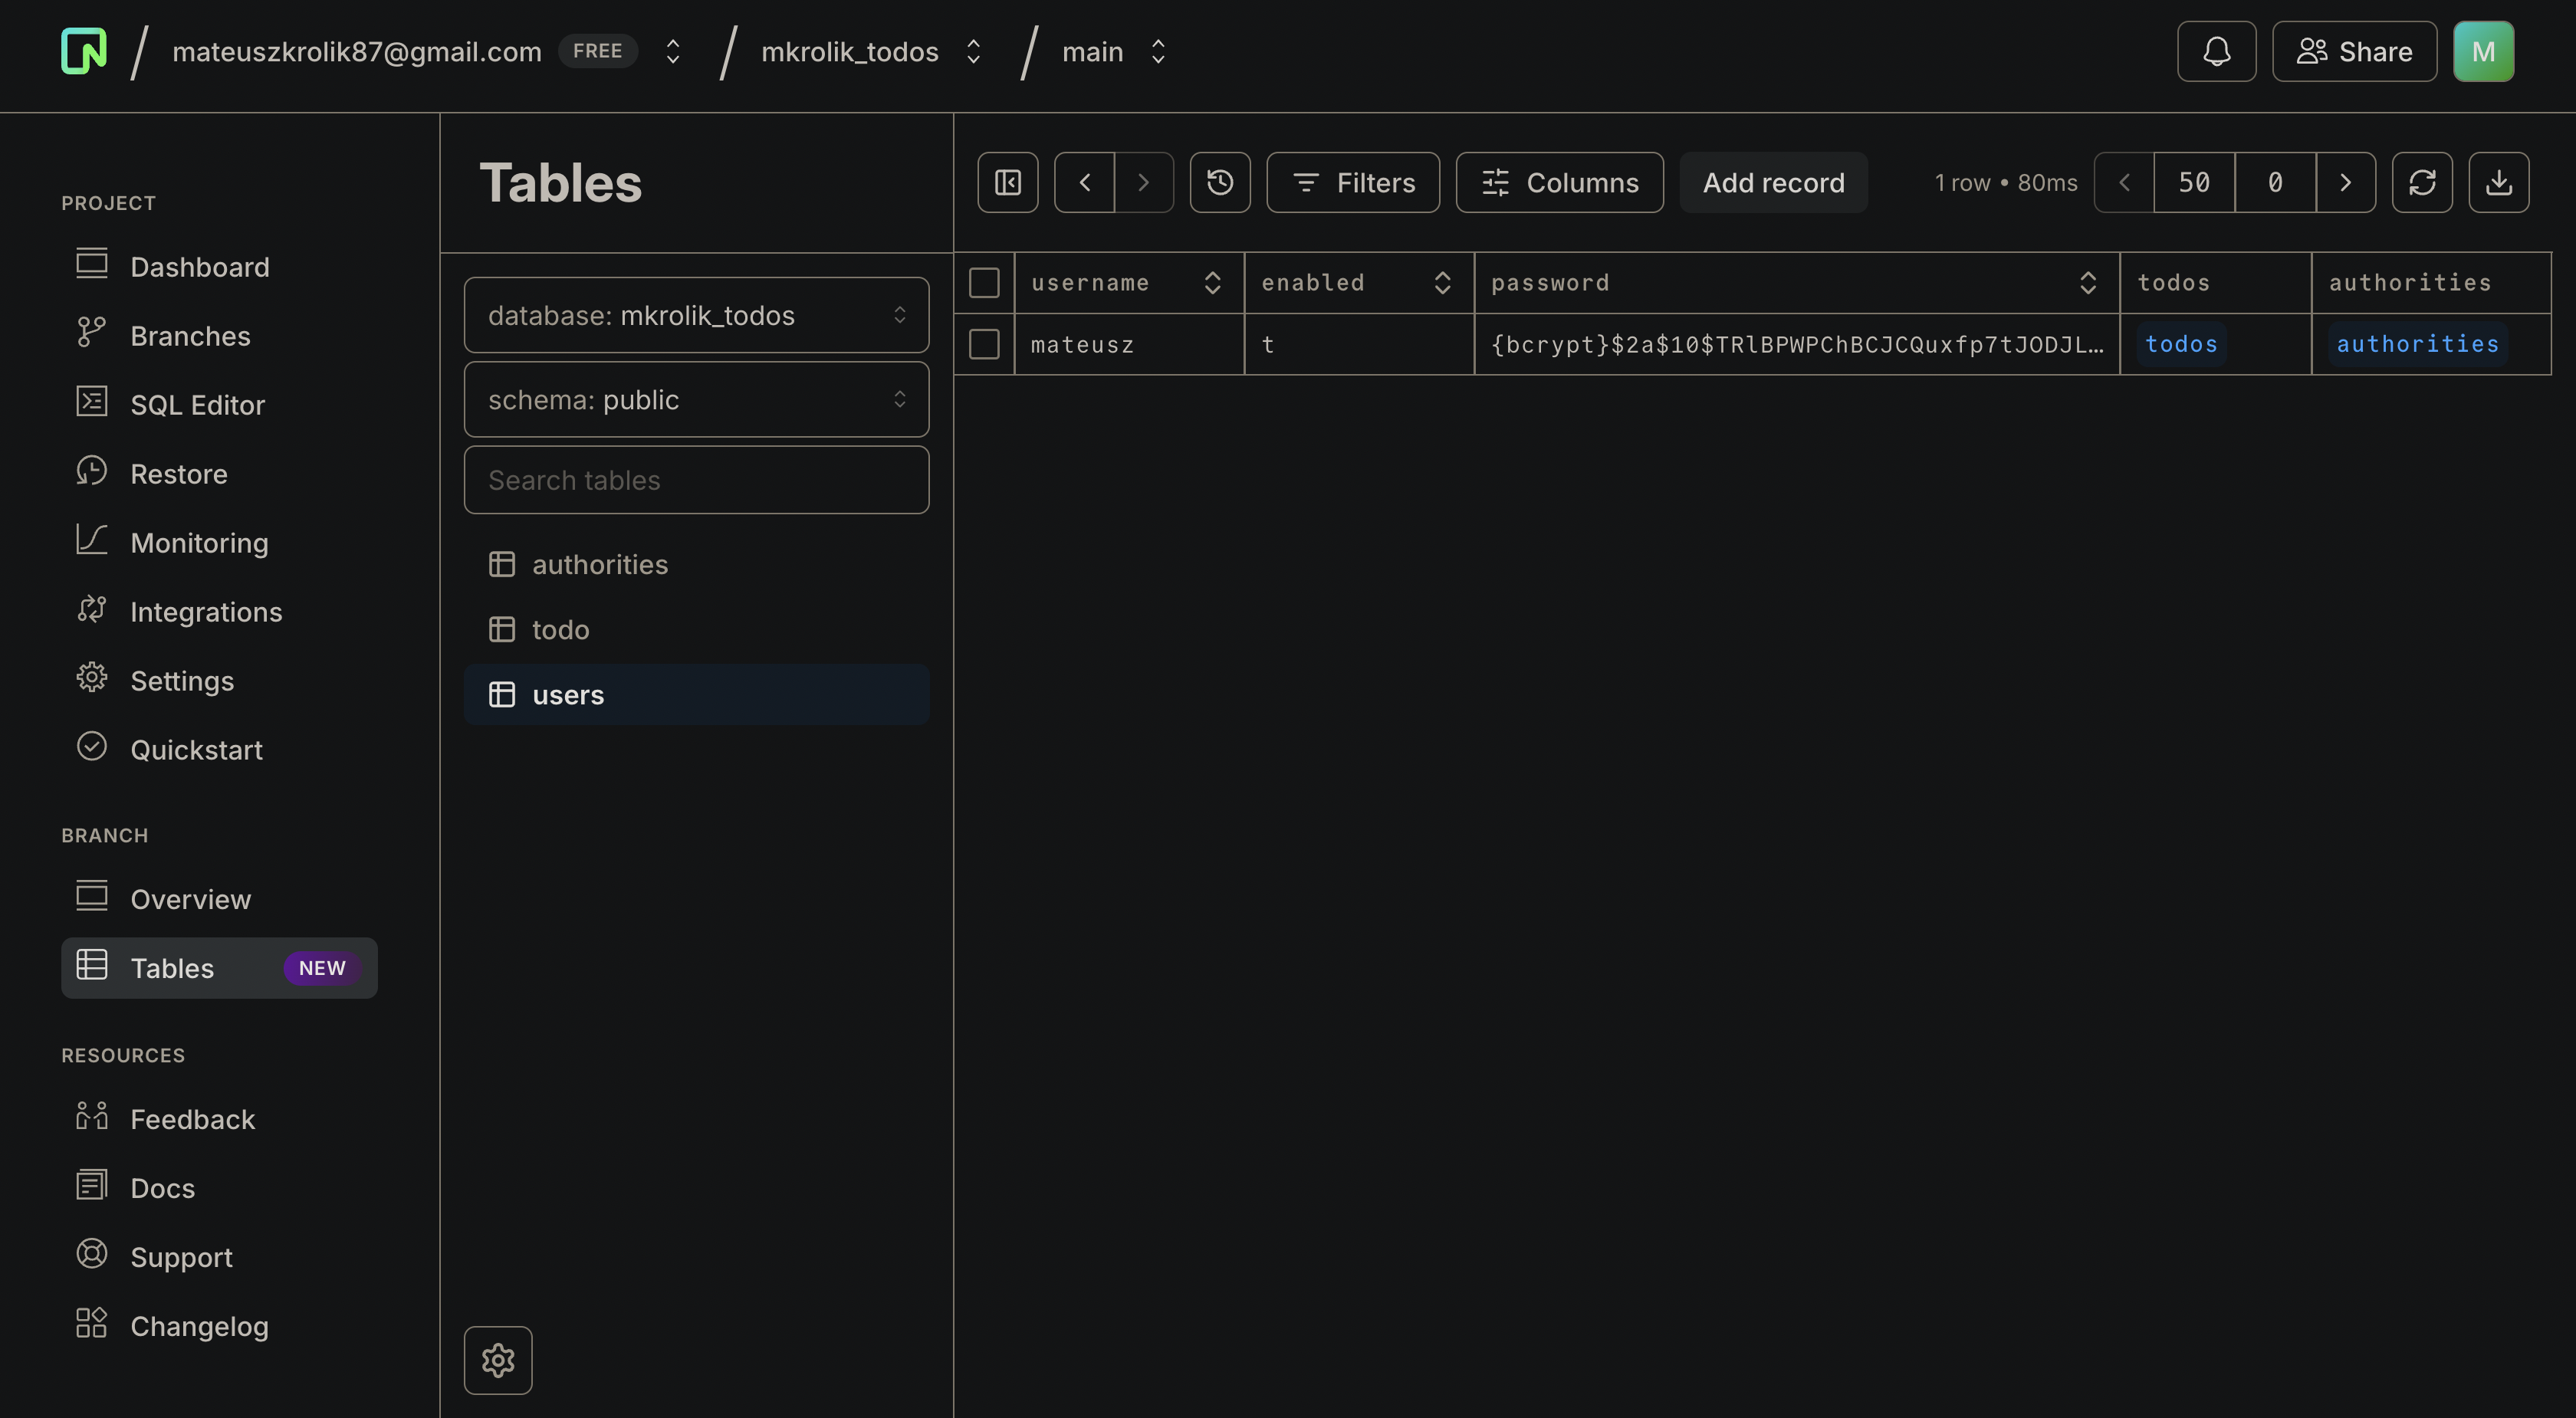 mateuszkrolik87@gmail.com FREE mkrolik_todos main Share M
PROJECT
Dashboard
Branches
SQL Editor
Restore
Monitoring
Integrations
Settings
Quickstart
BRANCH
Overview
Tables NEW
RESOURCES
Feedback
Docs
Support
Changelog
Tables
database: mkrolik_todos
schema: public
Search tables
authorities
todo
users
Filters Columns Add record 1 row • 80ms 50 0
username enabled password todos authorities
mateusz t {bcrypt}$2a$10$TRlBPWPChBCJCQuxfp7tJODJL… todos authorities